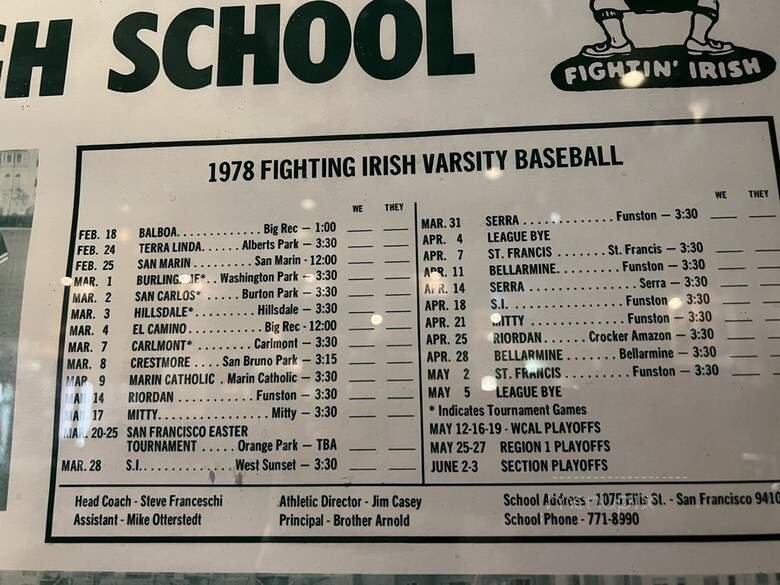 GH SCHOOL
FIGHTIN' IRISH
1978 FIGHTING IRISH VARSITY BASEBALL
WE THEY
FEB. 18 BALBOA. . . . . . . . . . . . . Big Rec — 1:00
FEB. 24 TERRA LINDA. . . . . . Alberts Park — 3:30
FEB. 25 SAN MARIN . . . . . . . . San Marin - 12:00
MAR. 1 Washington Park — 3:30
MAR. 2 SAN CARLOS* . . . . . . Burton Park — 3:30
MAR. 3 HILLSDALE* . . . . . . . . . . Hillsdale — 3:30
MAR. 4 EL CAMINO . . . . . . . . . . Big Rec - 12:00
MAR. 7 CARLMONT* . . . . . . . . . Carlmont — 3:30
MAR. 8 CRESTMORE . . . . San Bruno Park — 3:15
MAR. 9 MARIN CATHOLIC . Marin Catholic — 3:30
14 RIORDAN . . . . . . . . . . . . Funston — 3:30
17 MITTY. . . . . . . . . . . . . . . . . Mitty — 3:30
MAR. 20-25 SAN FRANCISCO EASTER
TOURNAMENT . . . . . Orange Park — TBA
MAR. 28 S.I. . . . . . . . . . . . . . West Sunset — 3:30
WE THEY
MAR. 31 SERRA . . . . . . . . . . . . . Funston — 3:30
APR. 4 LEAGUE BYE
APR. 7 ST. FRANCIS . . . . . . . . St. Francis — 3:30
APR. 11 BELLARMINE. . . . . . . . . Funston — 3:30
APR. 14 SERRA . . . . . . . . . . . . . . . . Serra — 3:30
APR. 18 S.I. . . . . . . . . . . . . . . . . . Funston 3:30
APR. 21 MITTY . . . . . . . . . . . . . . Funston — 3:30
APR. 25 RIORDAN . . . . . . . Crocker Amazon — 3:30
APR. 28 BELLARMINE . . . . . . . Bellarmine — 3:30
MAY 2 ST. FRANCIS . . . . . . . . . Funston — 3:30
MAY 5 LEAGUE BYE
* Indicates Tournament Games
MAY 12-16-19 - WCAL PLAYOFFS
MAY 25-27 REGION 1 PLAYOFFS
JUNE 2-3 SECTION PLAYOFFS
Head Coach - Steve Franceschi
Assistant - Mike Otterstedt
Athletic Director - Jim Casey
Principal - Brother Arnold
School Address - 1075 Ellis St. - San Francisco 9410
School Phone - 771-8990